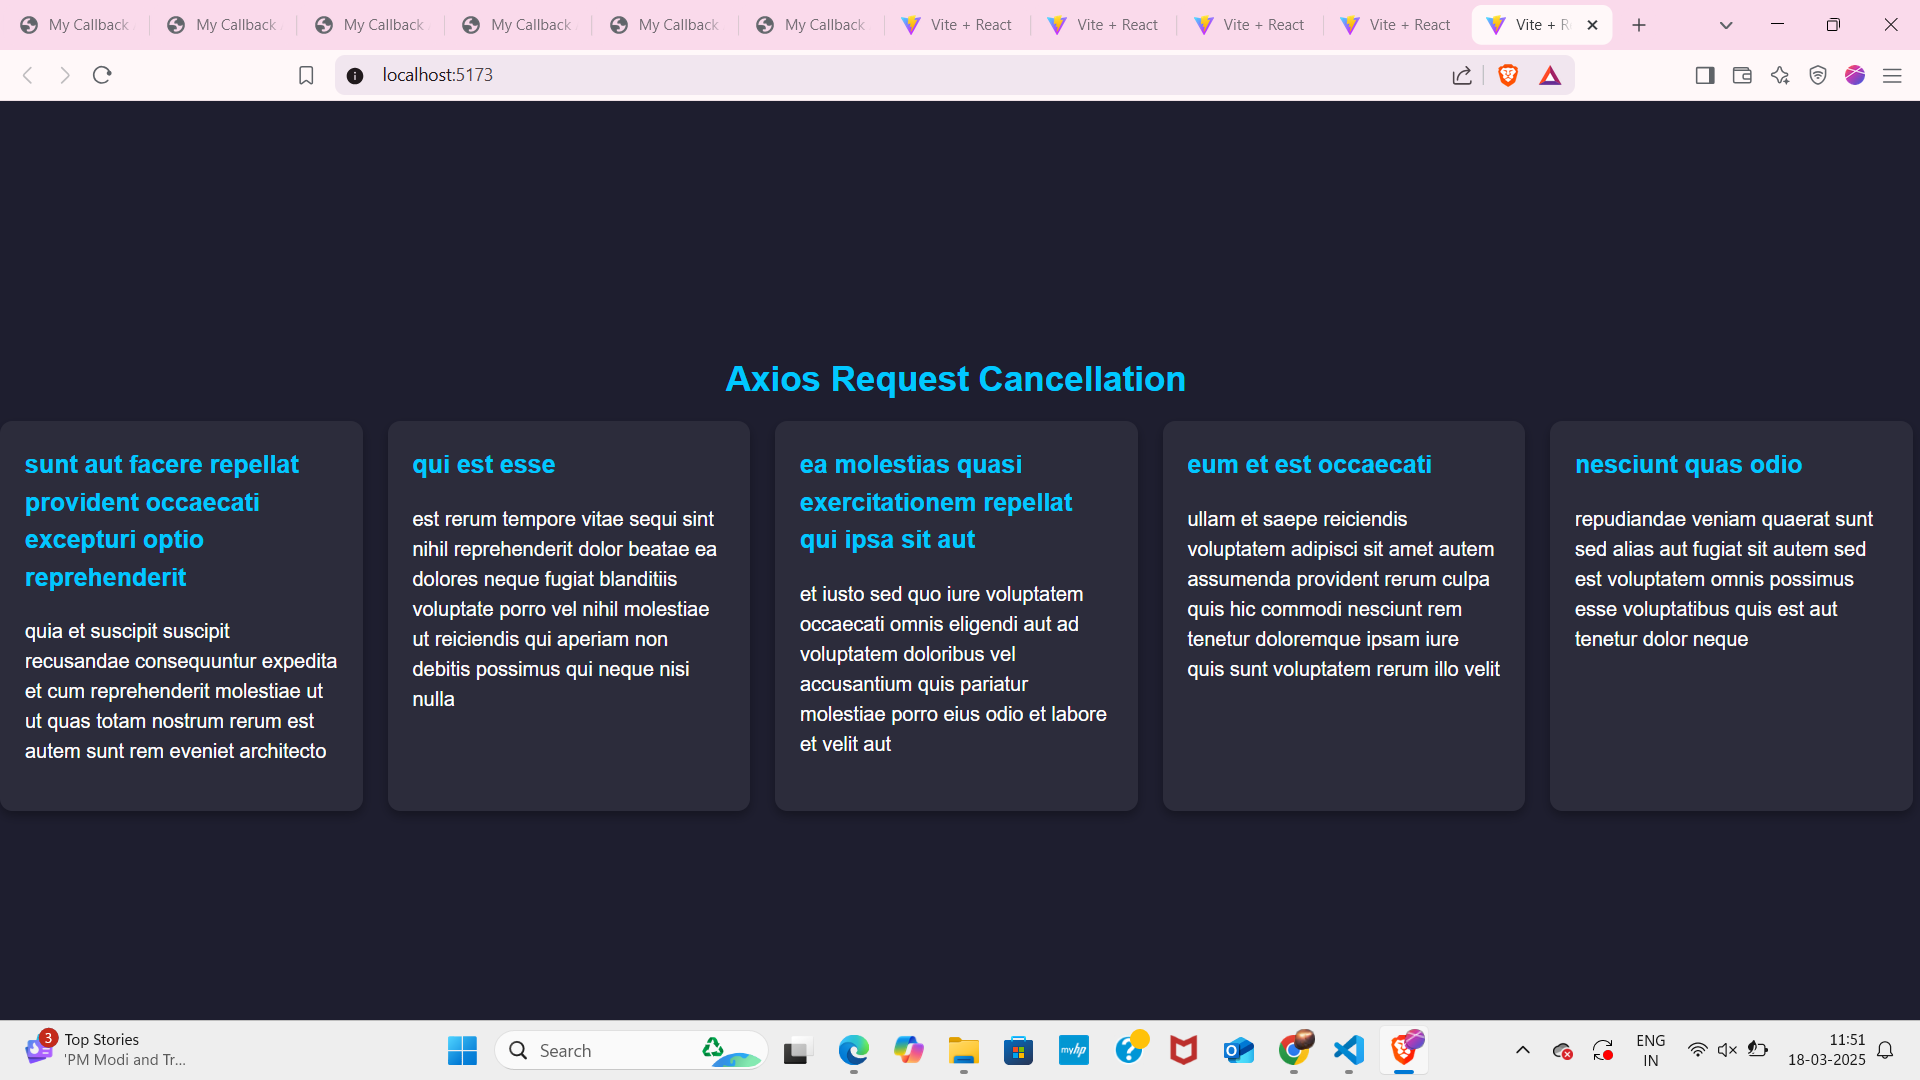 My Callback
My Callback
My Callback
My Callback
My Callback
My Callback
Vite + React
Vite + React
Vite + React
Vite + React
Vite + R
localhost:5173
Axios Request Cancellation
sunt aut facere repellat
provident occaecati
excepturi optio
reprehenderit
quia et suscipit suscipit
recusandae consequuntur expedita
et cum reprehenderit molestiae ut
ut quas totam nostrum rerum est
autem sunt rem eveniet architecto
qui est esse
est rerum tempore vitae sequi sint
nihil reprehenderit dolor beatae ea
dolores neque fugiat blanditiis
voluptate porro vel nihil molestiae
ut reiciendis qui aperiam non
debitis possimus qui neque nisi
nulla
ea molestias quasi
exercitationem repellat
qui ipsa sit aut
et iusto sed quo iure voluptatem
occaecati omnis eligendi aut ad
voluptatem doloribus vel
accusantium quis pariatur
molestiae porro eius odio et labore
et velit aut
eum et est occaecati
ullam et saepe reiciendis
voluptatem adipisci sit amet autem
assumenda provident rerum culpa
quis hic commodi nesciunt rem
tenetur doloremque ipsam iure
quis sunt voluptatem rerum illo velit
nesciunt quas odio
repudiandae veniam quaerat sunt
sed alias aut fugiat sit autem sed
est voluptatem omnis possimus
esse voluptatibus quis est aut
tenetur dolor neque
3
Top Stories
'PM Modi and Tr...
Search
myhp
ENG
IN
11:51
18-03-2025